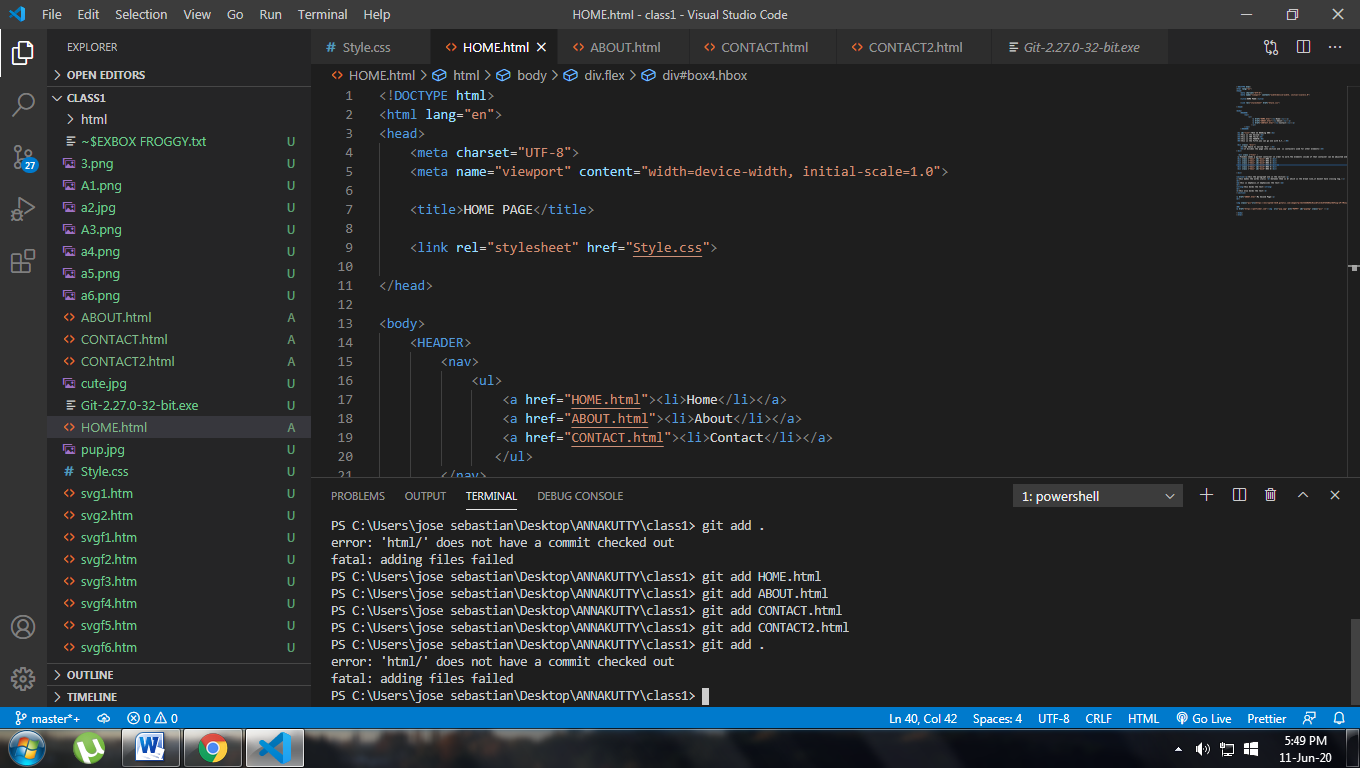 File Edit Selection View Go Run Terminal Help
HOME.html - class1 - Visual Studio Code
EXPLORER
OPEN EDITORS
CLASS1
html
~$EXBOX FROGGY.txt U
3.png U
A1.png U
a2.jpg U
A3.png U
a4.png U
a5.png U
a6.png U
ABOUT.html A
CONTACT.html A
CONTACT2.html A
cute.jpg U
Git-2.27.0-32-bit.exe U
HOME.html A
pup.jpg U
Style.css U
svg1.htm U
svg2.htm U
svgf1.htm U
svgf2.htm U
svgf3.htm U
svgf4.htm U
svgf5.htm U
svgf6.htm U
OUTLINE
TIMELINE
27
# Style.css
HOME.html
ABOUT.html
CONTACT.html
CONTACT2.html
Git-2.27.0-32-bit.exe
HOME.html > html > body > div.flex > div#box4.hbox
1 <!DOCTYPE html>
2 <html lang="en">
3 <head>
4 <meta charset="UTF-8">
5 <meta name="viewport" content="width=device-width, initial-scale=1.0">
6
7 <title>HOME PAGE</title>
8
9 <link rel="stylesheet" href="Style.css">
10
11 </head>
12
13 <body>
14 <HEADER>
15 <nav>
16 <ul>
17 <a href="HOME.html"><li>Home</li></a>
18 <a href="ABOUT.html"><li>About</li></a>
19 <a href="CONTACT.html"><li>Contact</li></a>
20 </ul>
21 </nav>
PROBLEMS OUTPUT TERMINAL DEBUG CONSOLE
1: powershell
PS C:\Users\jose sebastian\Desktop\ANNAKUTTY\class1> git add .
error: 'html/' does not have a commit checked out
fatal: adding files failed
PS C:\Users\jose sebastian\Desktop\ANNAKUTTY\class1> git add HOME.html
PS C:\Users\jose sebastian\Desktop\ANNAKUTTY\class1> git add ABOUT.html
PS C:\Users\jose sebastian\Desktop\ANNAKUTTY\class1> git add CONTACT.html
PS C:\Users\jose sebastian\Desktop\ANNAKUTTY\class1> git add CONTACT2.html
PS C:\Users\jose sebastian\Desktop\ANNAKUTTY\class1> git add .
error: 'html/' does not have a commit checked out
fatal: adding files failed
PS C:\Users\jose sebastian\Desktop\ANNAKUTTY\class1>
master*+ 0 0
Ln 40, Col 42 Spaces: 4 UTF-8 CRLF HTML Go Live Prettier
5:49 PM
11-Jun-20